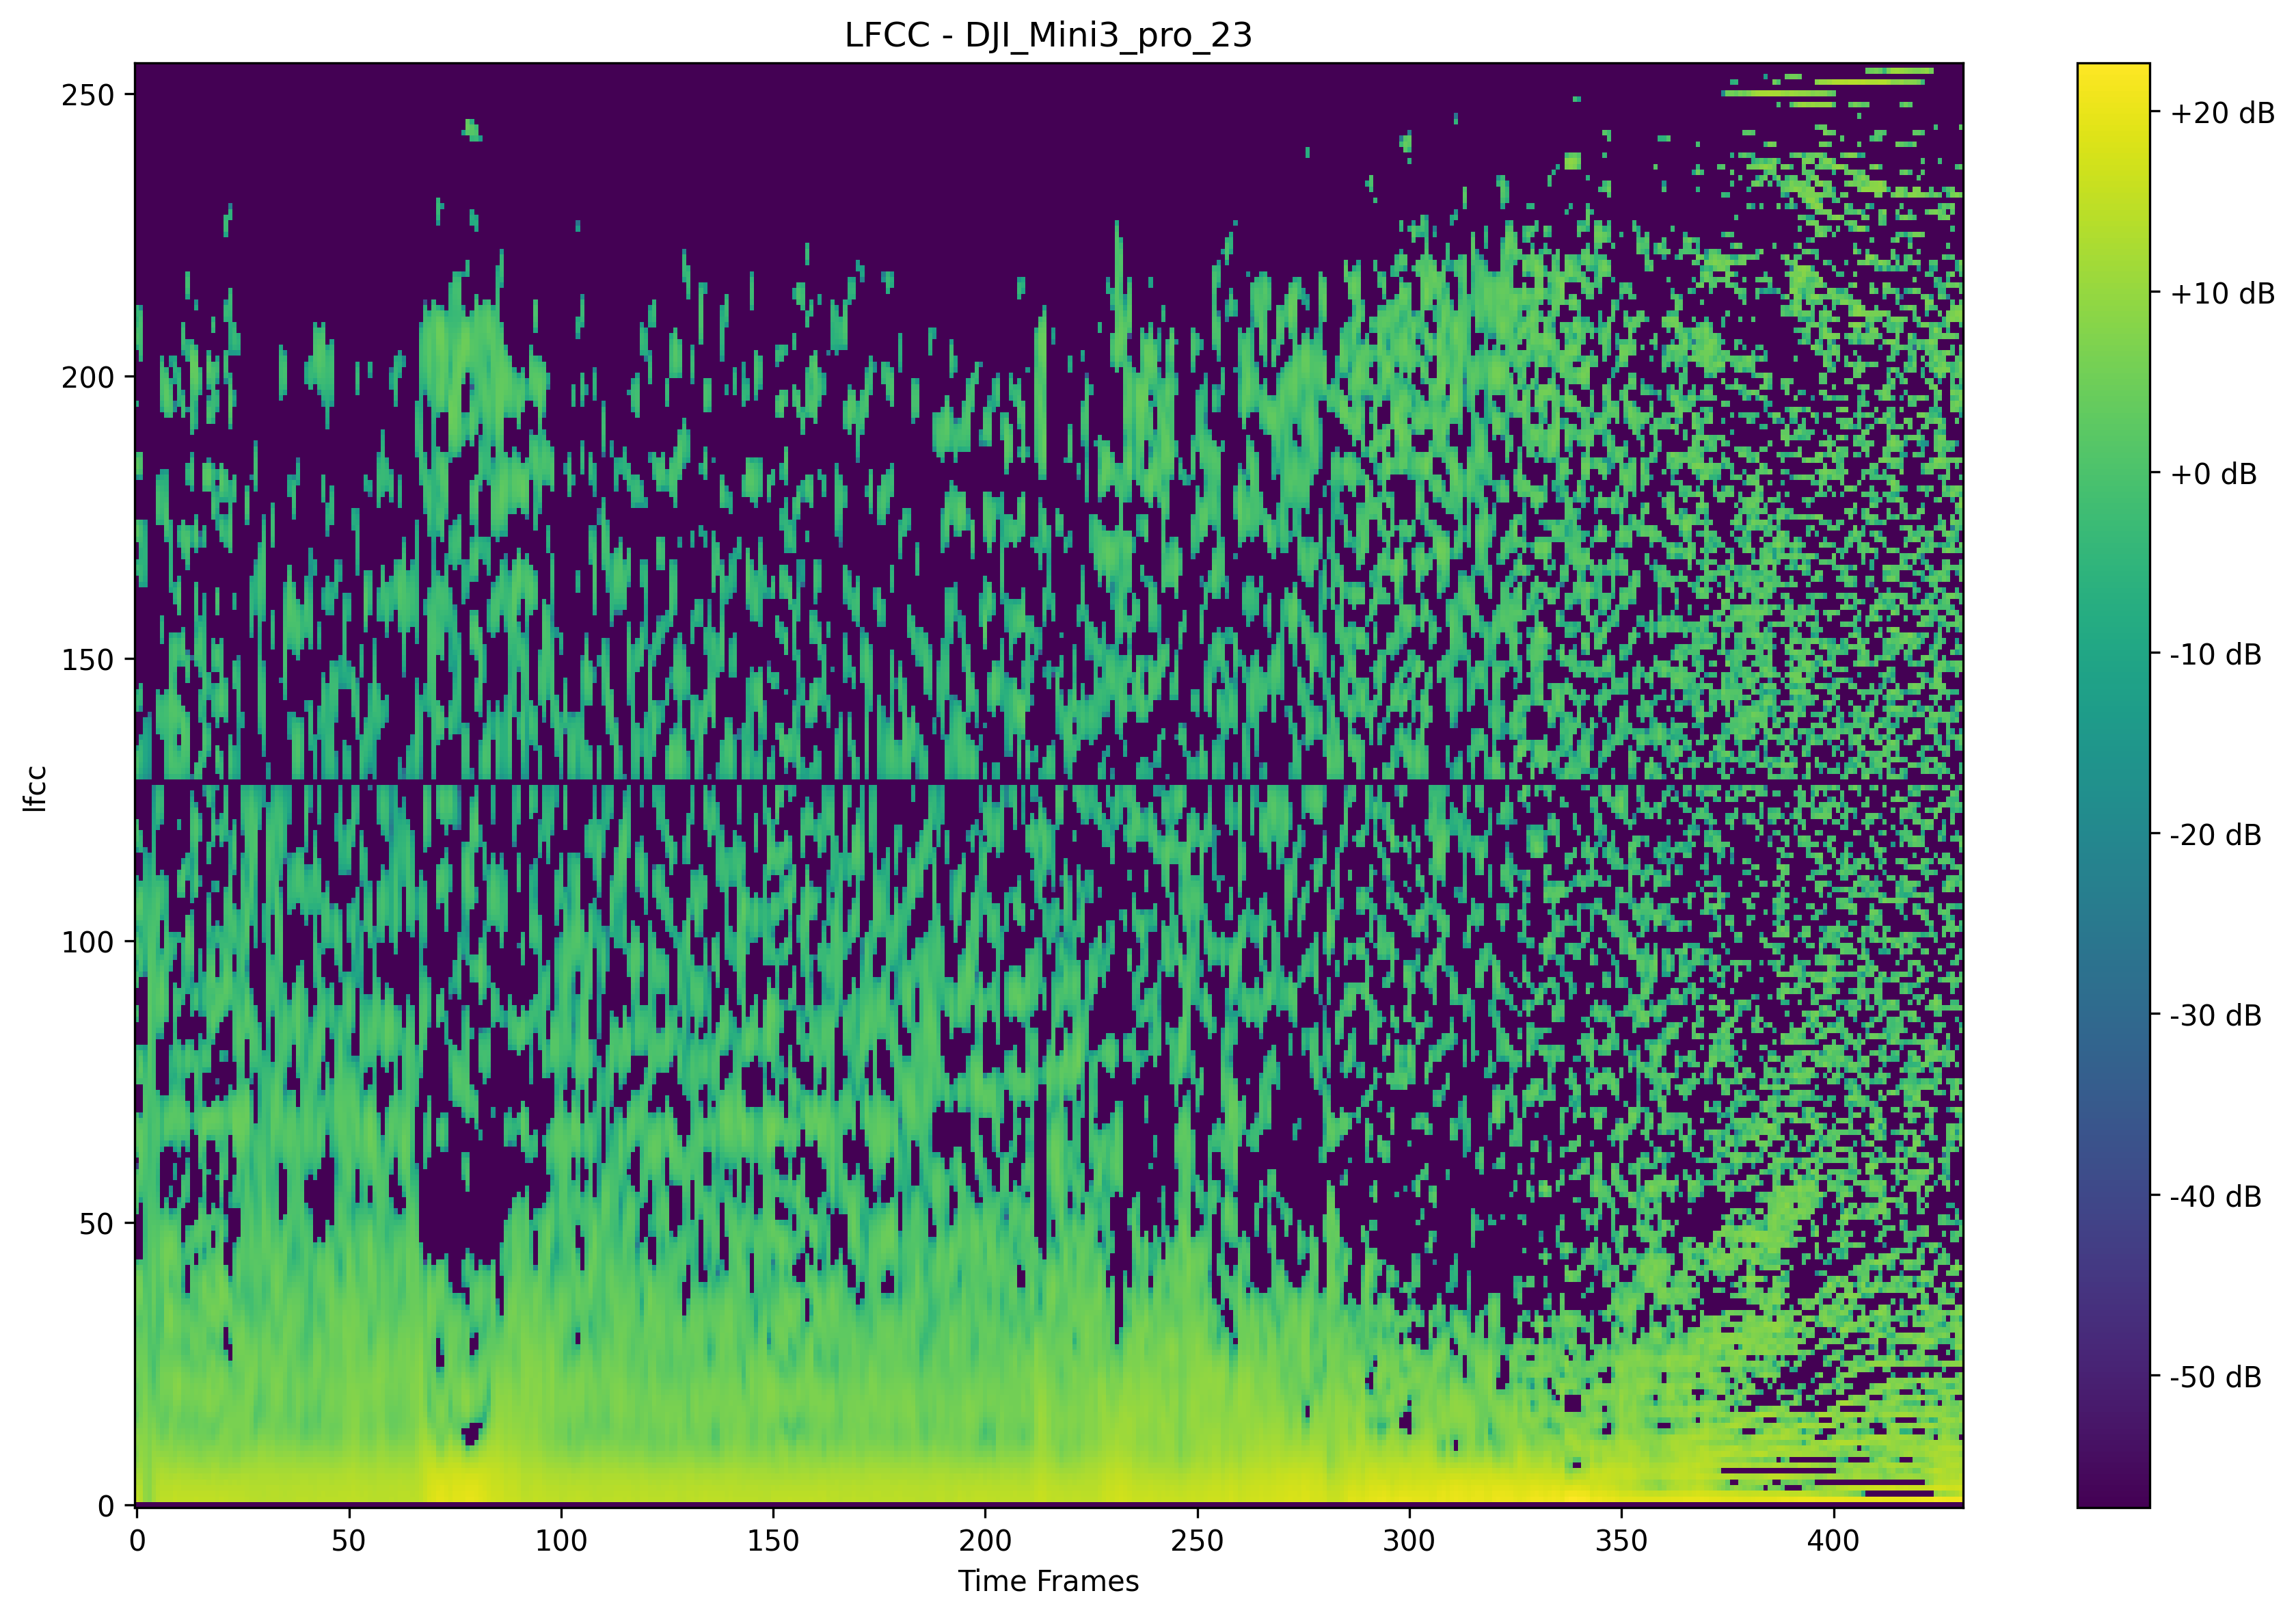 LFCC - DJI_Mini3_pro_23
250
200
150
100
50
0
lfcc
0 50 100 150 200 250 300 350 400
Time Frames
+20 dB
+10 dB
+0 dB
-10 dB
-20 dB
-30 dB
-40 dB
-50 dB